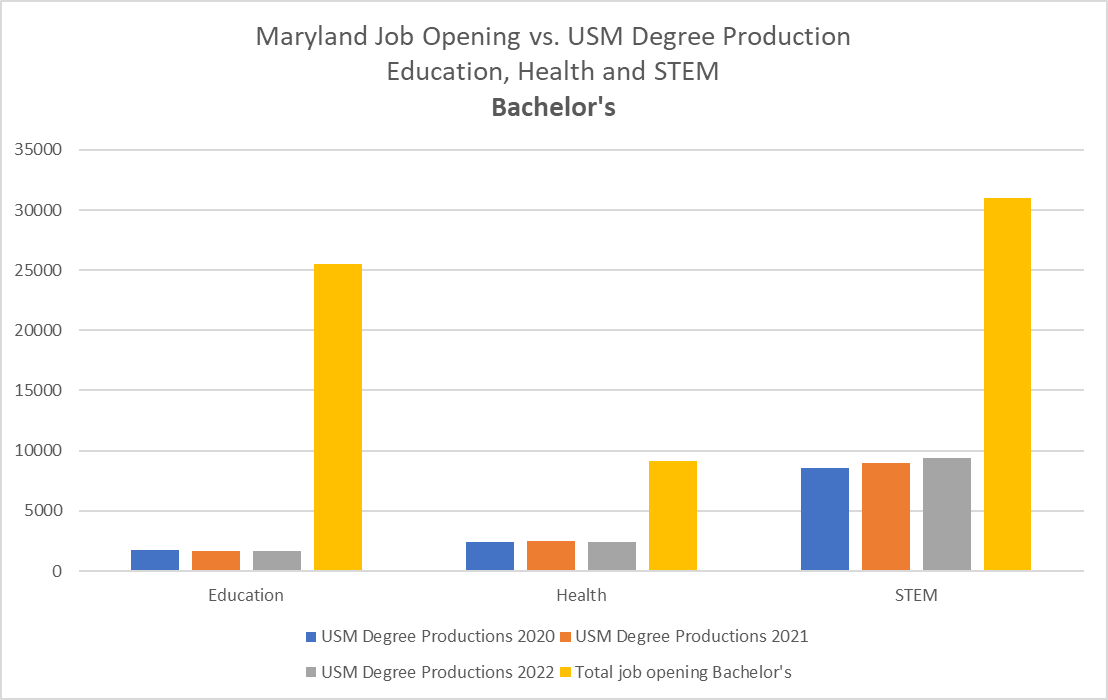 Maryland Job Opening vs. USM Degree Production
Education, Health and STEM
Bachelor's
35000
30000
25000
20000
15000
10000
5000
0
Education
Health
STEM
USM Degree Productions 2020
USM Degree Productions 2021
USM Degree Productions 2022
Total job opening Bachelor's